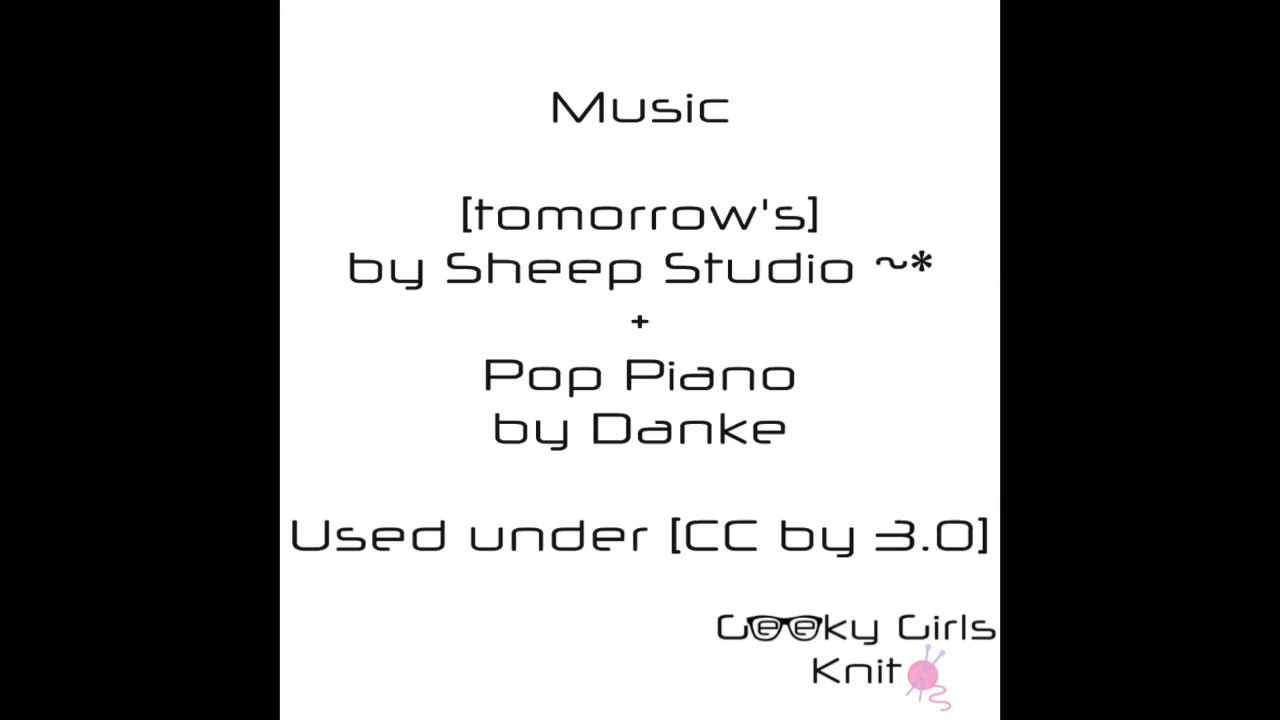 Music
[tomorrow's]
by Sheep Studio ~*
+
Pop Piano
by Danke
Used under [CC by 3.0]
Geeky Girls
Knit